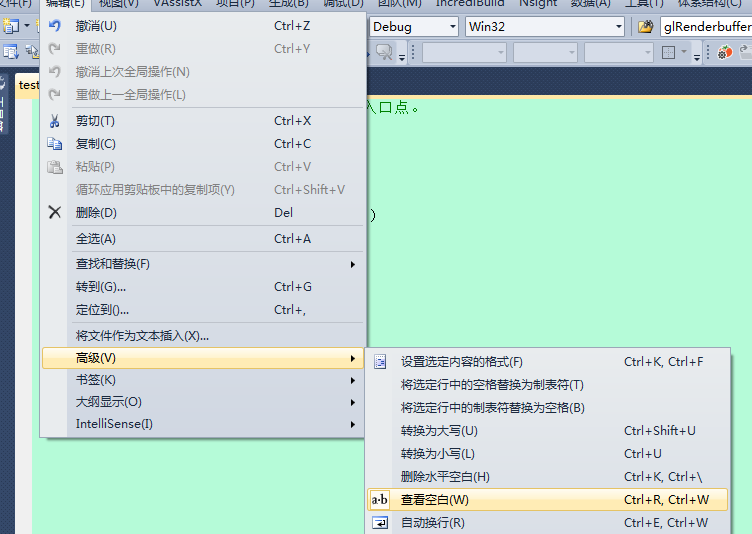 文件(F) 编辑(E) 视图(V) VAssistX 项目(P) 生成(B) 调试(D) 团队(M) IncrediBuild Nsight 数据(A) 工具(T) 体系结构(C)
Debug Win32 glRenderbuffer
test
入口点。
)
撤消(U) Ctrl+Z
重做(R) Ctrl+Y
撤消上次全局操作(N)
重做上一全局操作(L)
剪切(T) Ctrl+X
复制(C) Ctrl+C
粘贴(P) Ctrl+V
循环应用剪贴板中的复制项(Y) Ctrl+Shift+V
删除(D) Del
全选(A) Ctrl+A
查找和替换(F)
转到(G)... Ctrl+G
定位到()... Ctrl+,
将文件作为文本插入(X)...
高级(V)
书签(K)
大纲显示(O)
IntelliSense(I)
设置选定内容的格式(F) Ctrl+K, Ctrl+F
将选定行中的空格替换为制表符(T)
将选定行中的制表符替换为空格(B)
转换为大写(U) Ctrl+Shift+U
转换为小写(L) Ctrl+U
删除水平空白(H) Ctrl+K, Ctrl+\
a·b 查看空白(W) Ctrl+R, Ctrl+W
自动换行(R) Ctrl+E, Ctrl+W